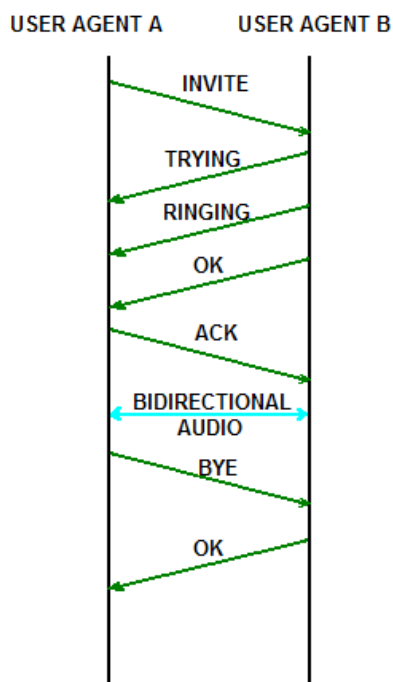 USER AGENT A USER AGENT B
INVITE
TRYING
RINGING
OK
ACK
BIDIRECTIONAL
AUDIO
BYE
OK